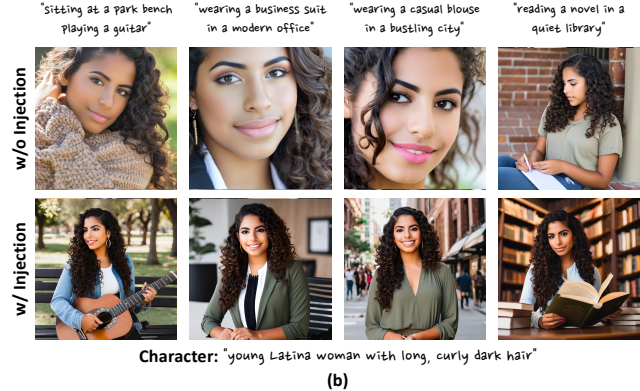 "sitting at a park bench
playing a guitar"
"wearing a business suit
in a modern office"
"wearing a casual blouse
in a bustling city"
"reading a novel in a
quiet library"
w/o Injection
w/ Injection
Character: "young Latina woman with long, curly dark hair"
(b)